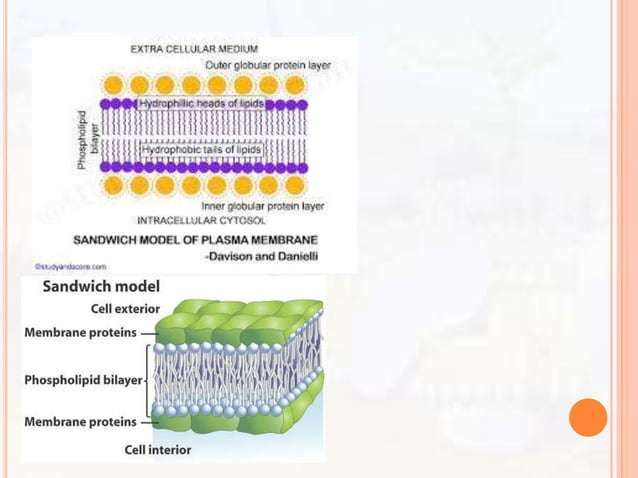 EXTRA CELLULAR MEDIUM
Outer globular protein layer
Hydrophillic heads of lipids
Phospholipid
bilayer
Hydrophobic tails of lipids
Inner globular protein layer
INTRACELLULAR CYTOSOL
SANDWICH MODEL OF PLASMA MEMBRANE
-Davison and Danielli
©studyandscore.com
Sandwich model
Cell exterior
Membrane proteins
Phospholipid bilayer
Membrane proteins
Cell interior